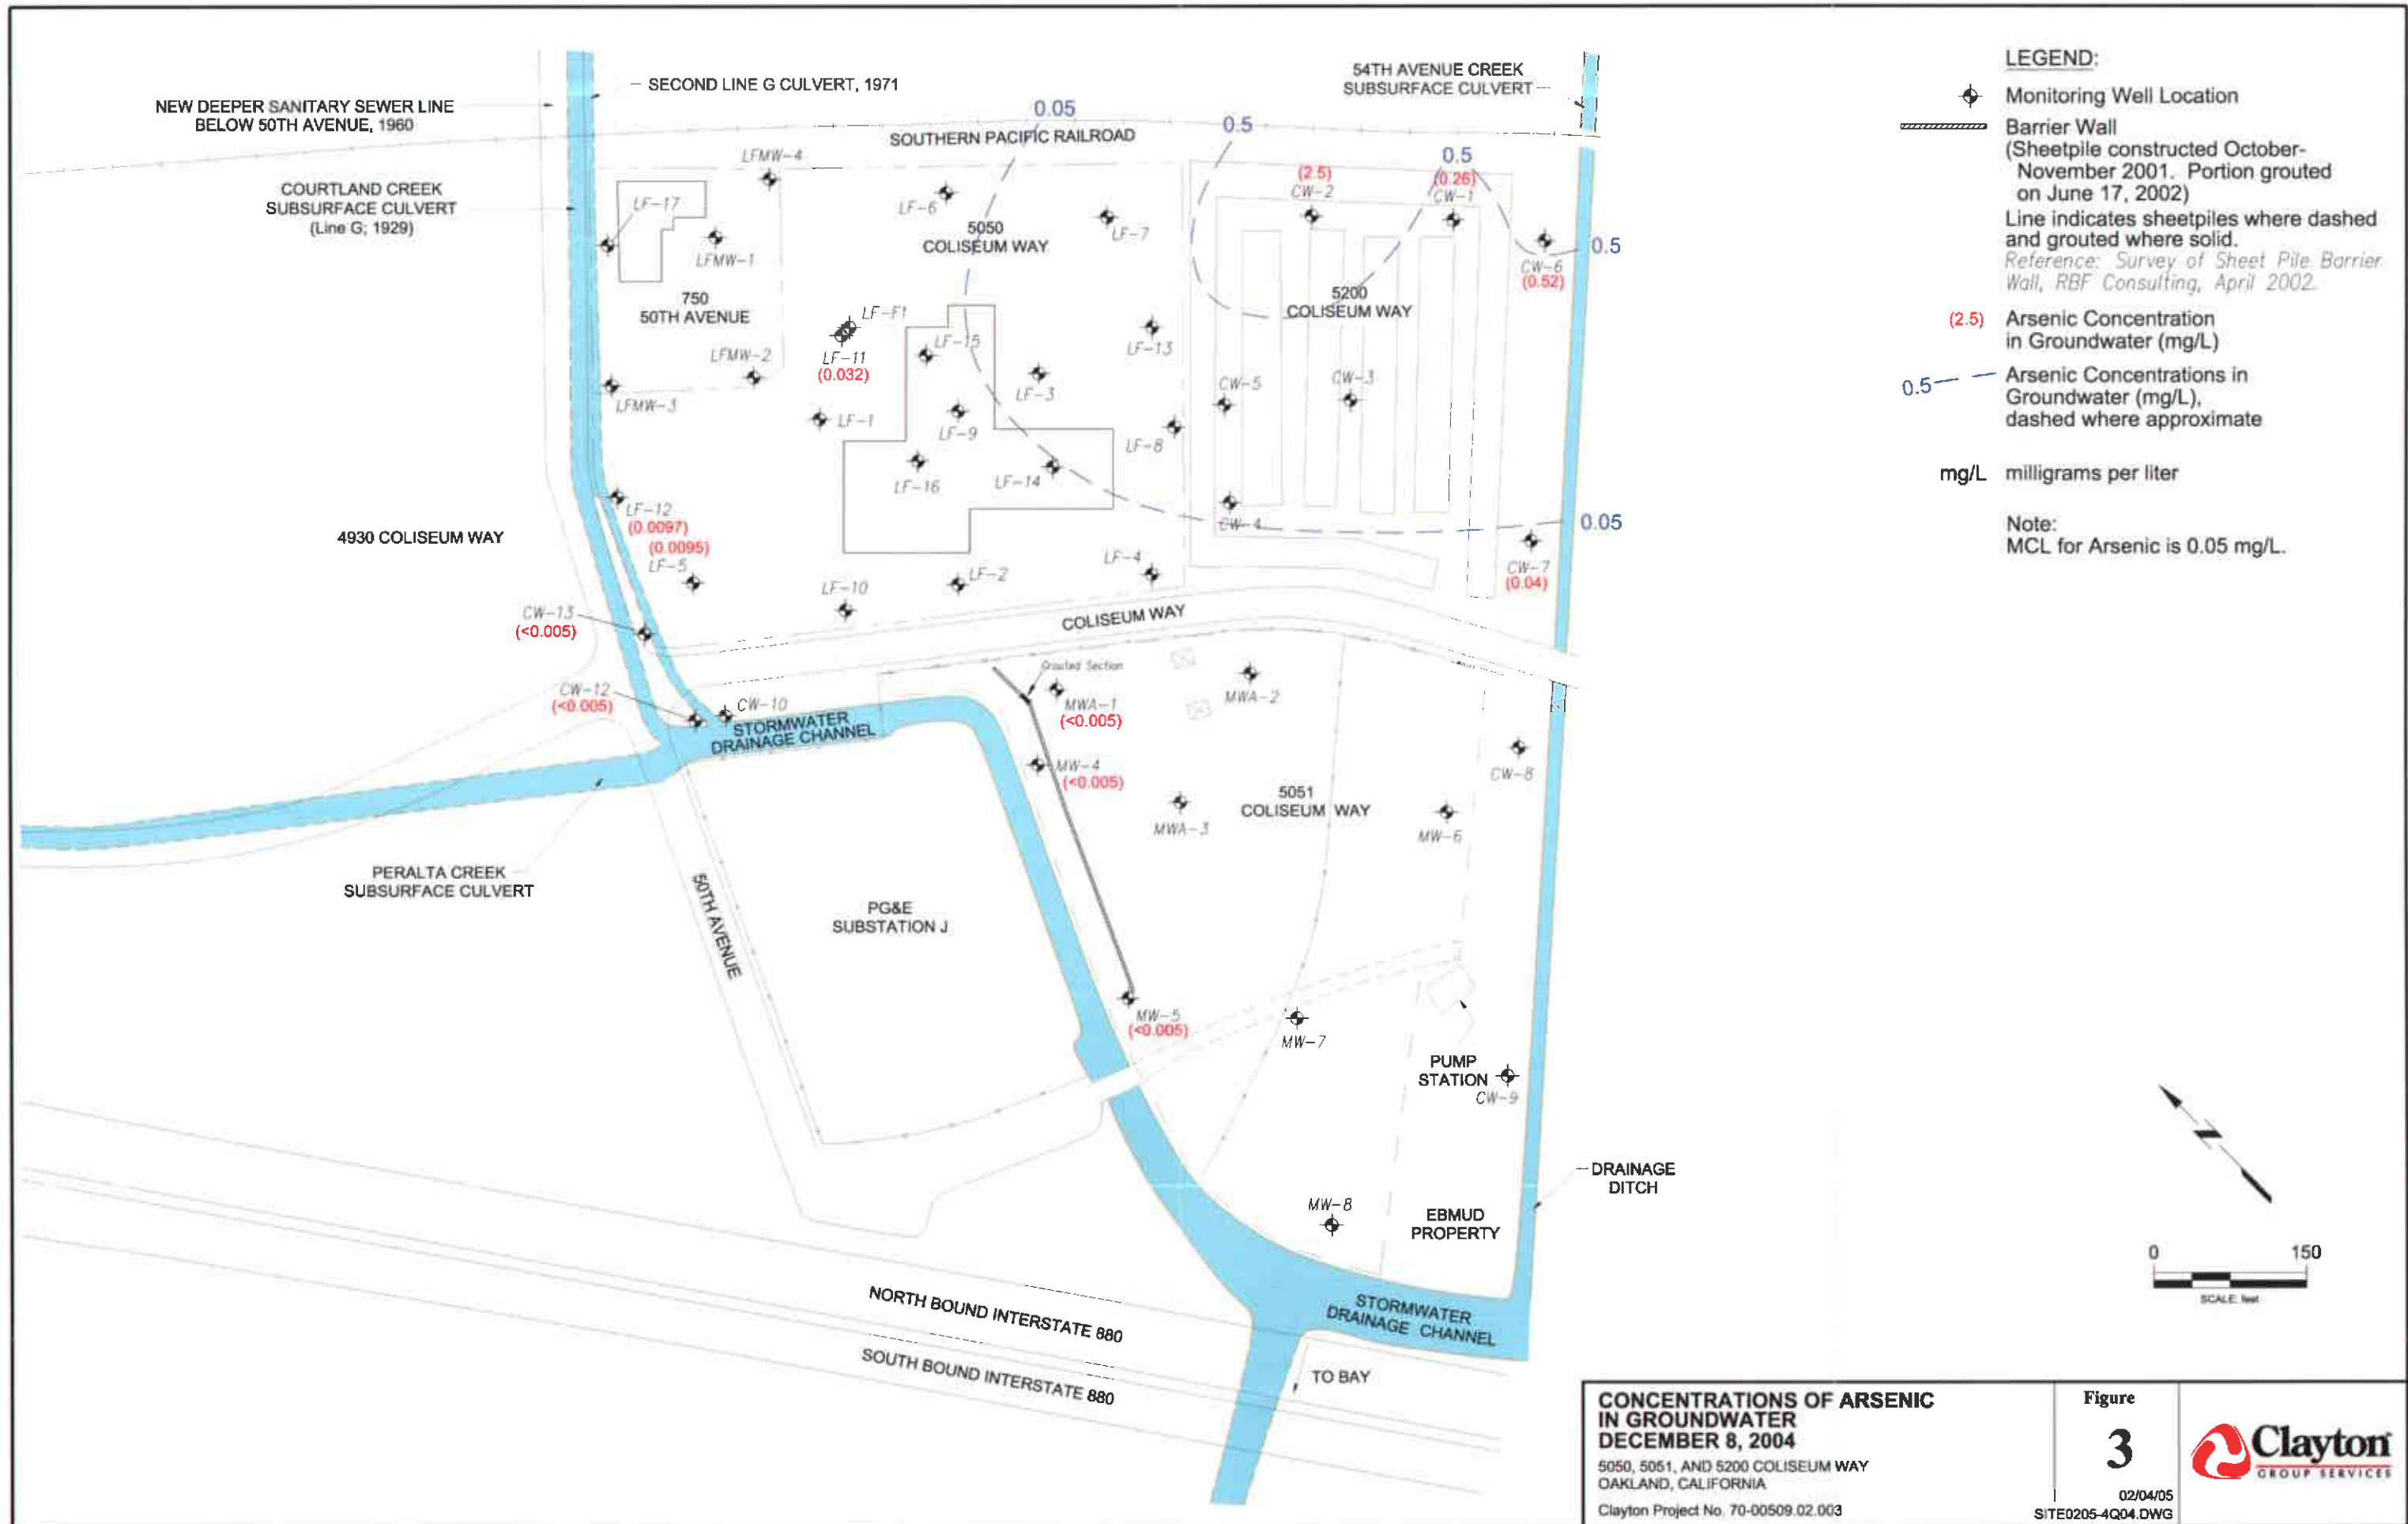 NEW DEEPER SANITARY SEWER LINE
BELOW 50TH AVENUE, 1960
SECOND LINE G CULVERT, 1971
54TH AVENUE CREEK
SUBSURFACE CULVERT
0.05
0.5
SOUTHERN PACIFIC RAILROAD
0.5
COURTLAND CREEK
SUBSURFACE CULVERT
(Line G; 1929)
LFMW-4
LF-17
LFMW-1
LF-6
5050
COLISEUM WAY
LF-7
(2.5)
CW-2
(0.26)
CW-1
0.5
CW-6
(0.52)
750
50TH AVENUE
5200
COLISEUM WAY
LF-F1
LF-11
(0.032)
LF-15
LF-13
LFMW-2
LFMW-3
LF-3
CW-5
CW-3
LF-1
LF-9
LF-8
LF-16
LF-14
LF-12
(0.0097)
CW-4
0.05
4930 COLISEUM WAY
(0.0095)
LF-5
LF-4
CW-7
(0.04)
LF-10
LF-2
CW-13
(<0.005)
COLISEUM WAY
Grouted Section
CW-12
(<0.005)
CW-10
MWA-1
(<0.005)
MWA-2
STORMWATER
DRAINAGE CHANNEL
MW-4
(<0.005)
CW-8
5051
COLISEUM WAY
MWA-3
MW-6
PERALTA CREEK
SUBSURFACE CULVERT
50TH AVENUE
PG&E
SUBSTATION J
MW-5
(<0.005)
MW-7
PUMP
STATION
CW-9
DRAINAGE
DITCH
MW-8
EBMUD
PROPERTY
NORTH BOUND INTERSTATE 880
SOUTH BOUND INTERSTATE 880
STORMWATER
DRAINAGE CHANNEL
TO BAY
LEGEND:
Monitoring Well Location
Barrier Wall
(Sheetpile constructed October-
November 2001. Portion grouted
on June 17, 2002)
Line indicates sheetpiles where dashed
and grouted where solid.
Reference: Survey of Sheet Pile Barrier
Wall, RBF Consulting, April 2002.
(2.5) Arsenic Concentration
in Groundwater (mg/L)
0.5 Arsenic Concentrations in
Groundwater (mg/L),
dashed where approximate
mg/L milligrams per liter
Note:
MCL for Arsenic is 0.05 mg/L.
0 150
SCALE: feet
CONCENTRATIONS OF ARSENIC
IN GROUNDWATER
DECEMBER 8, 2004
5050, 5051, AND 5200 COLISEUM WAY
OAKLAND, CALIFORNIA
Clayton Project No. 70-00509.02.003
Figure
3
02/04/05
SITE0205-4Q04.DWG
Clayton
GROUP SERVICES